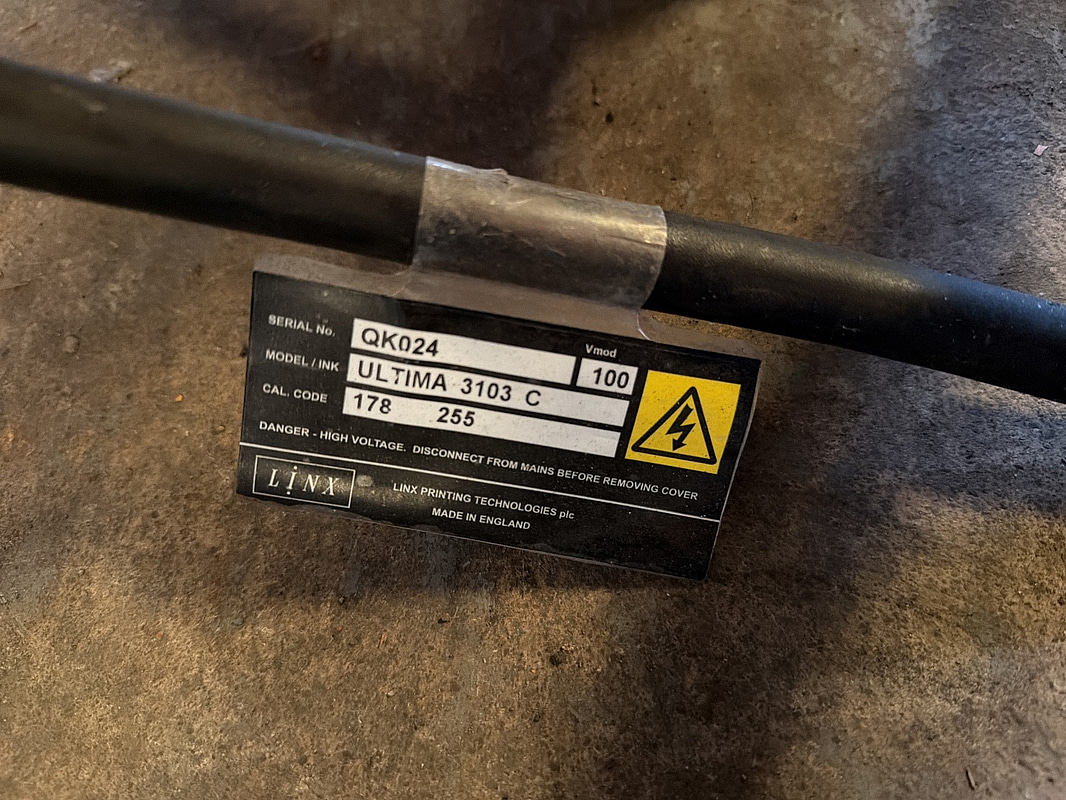 SERIAL No. QK024
Vmod
100
MODEL / INK ULTIMA 3103 C
CAL. CODE 178 255
DANGER - HIGH VOLTAGE. DISCONNECT FROM MAINS BEFORE REMOVING COVER
LINX
LINX PRINTING TECHNOLOGIES plc
MADE IN ENGLAND